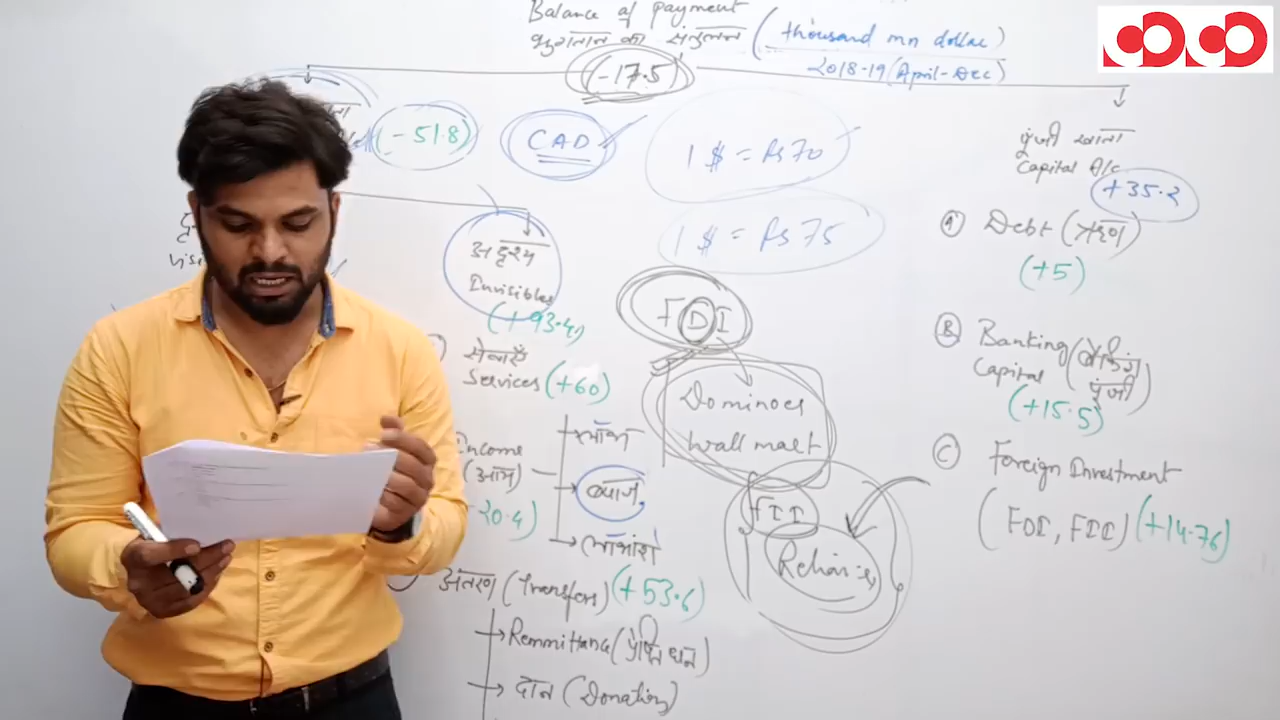 Balance of payment
भुगतान का संतुलन (thousand mn dollar)
2018-19 (April-Dec)
(-17.5)
(-51.8)
CAD
1 $ = Rs 70
1 $ = Rs 75
पूंजी खाता
Capital A/c
+35.2
अदृश्य
Invisibles
(+93.4)
सेवाएँ
Services (+60)
Income
(आय)
20.4)
ब्याज
लाभांश
अंतरण (Transfers) (+53.6)
Remmittance
दान (Donation)
FDI
Dominoes
Wall mart
FII
A Debt (ऋण)
(+5)
B Banking (बैंकिंग
Capital पूंजी)
(+15.5)
C Foreign Investment
(FDI, FII) (+14.76)